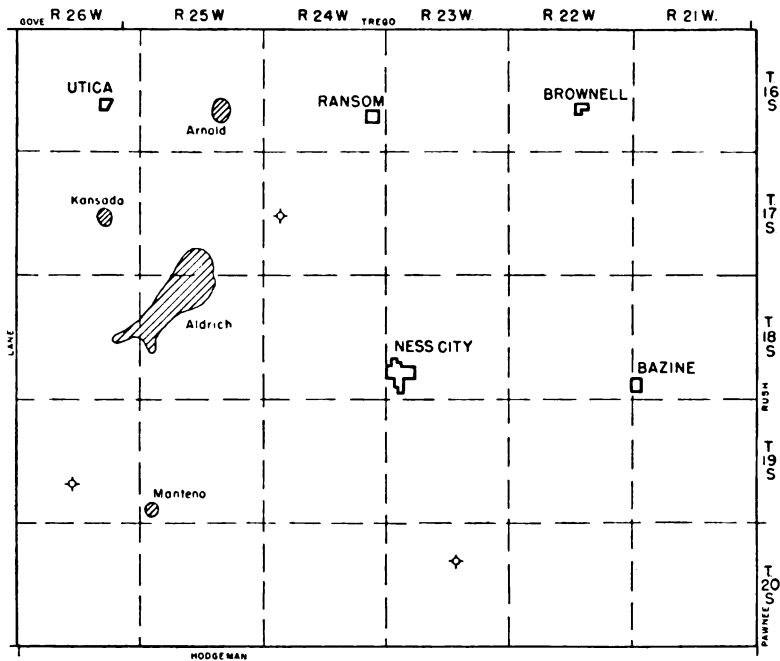 GOVE R 26 W. R 25 W R 24 W TREGO R 23 W. R 22 W R 21 W.
UTICA
Arnold
RANSOM
BROWNELL
T.
16
S
Kansada
T.
17
S
Aldrich
LANE
NESS CITY
BAZINE
T
18
S
RUSH
Manteno
T
19
S
T.
20
S
PAWNEE
HODGEMAN